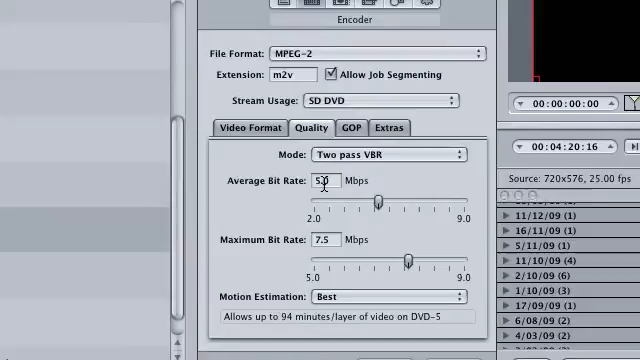 Encoder
File Format: MPEG-2
Extension: m2v Allow Job Segmenting
Stream Usage: SD DVD
Video Format Quality GOP Extras
Mode: Two pass VBR
Average Bit Rate: Mbps
2.0 9.0
Maximum Bit Rate: 7.5 Mbps
5.0 9.0
Motion Estimation: Best
Allows up to 94 minutes/layer of video on DVD-5
00:00:00:00
00:04:20:16
Source: 720x576, 25.00 fps
11/12/09 (1)
16/11/09 (1)
5/11/09 (1)
11/10/09 (4)
2/10/09 (6)
1/10/09 (3)
17/09/09 (1)
6/08/09 (2)
4/03/09 (2)